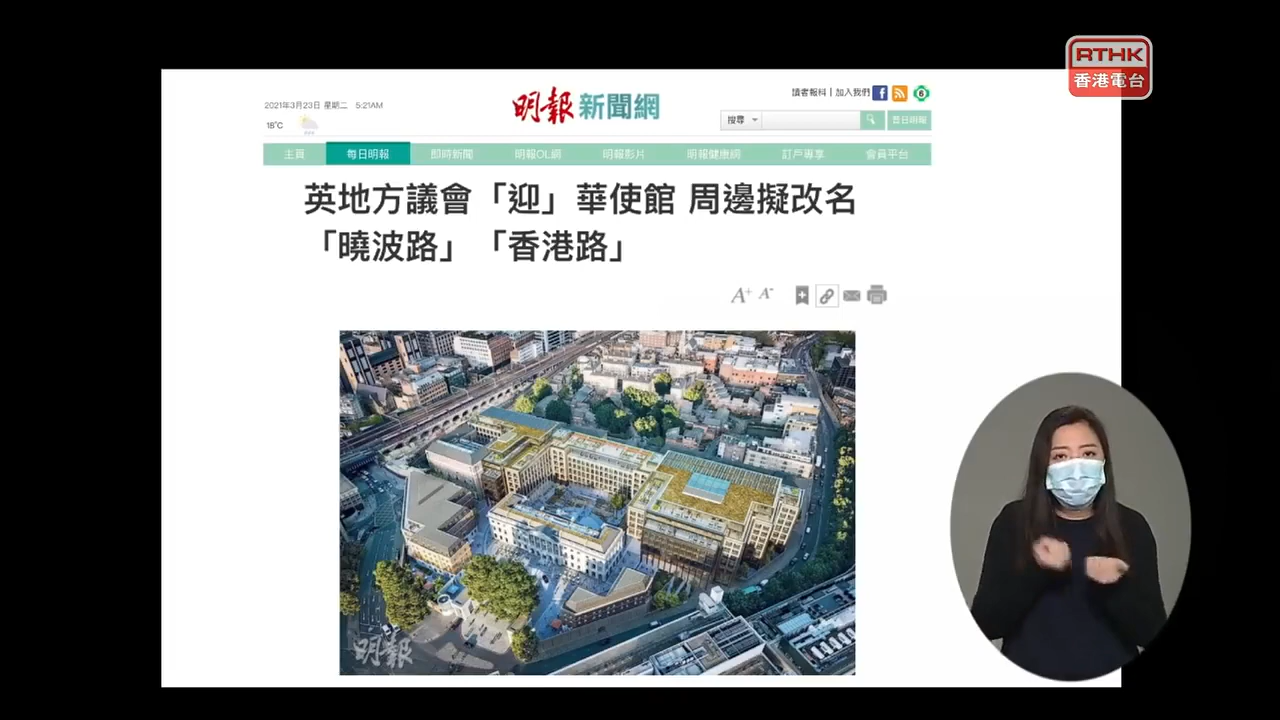 RTHK
香港電台
2021年3月23日 星期二 5:21AM
18°C
明報 新聞網
讀者報料 | 加入我們
搜尋
昔日明報
主頁 每日明報 即時新聞 明報OL網 明報影片 明報健康網 訂戶專享 會員平台
英地方議會「迎」華使館 周邊擬改名
「曉波路」「香港路」
A+ A-
明報